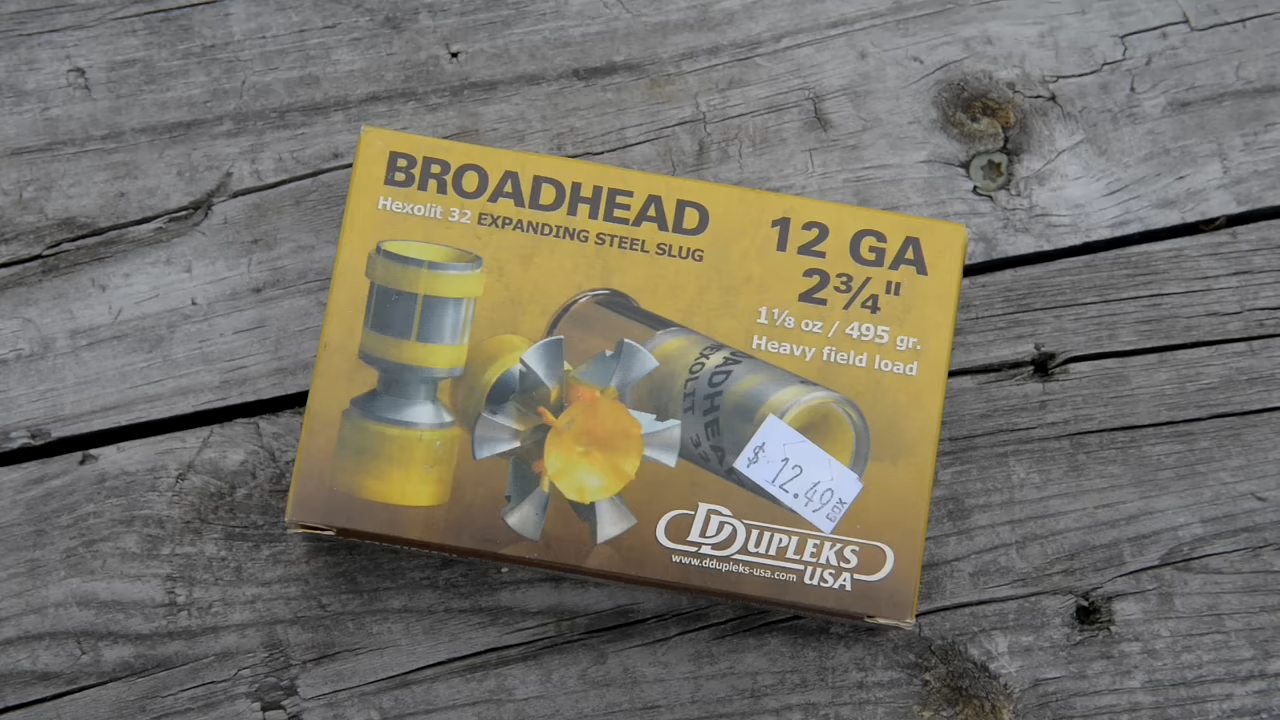 BROADHEAD
Hexolit 32 EXPANDING STEEL SLUG
12 GA
2¾"
1⅛ oz / 495 gr.
Heavy field load
BROADHEAD
HEXOLIT 32
$ 12.49
BOX
DDUPLEKS
USA
www.ddupleks-usa.com